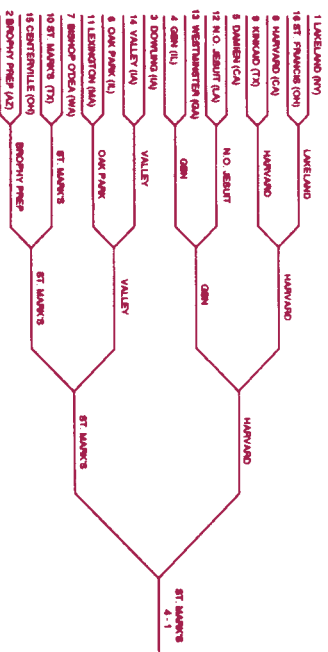 1 LAKELAND (NY)
16 ST. FRANCIS (OH)
8 HARVARD (CA)
9 KINKAID (TX)
5 DAMIEN (CA)
12 N.O. JESUIT (LA)
13 WESTMINSTER (GA)
4 GBN (IL)
3 DOWLING (IA)
14 VALLEY (IA)
6 OAK PARK (IL)
11 LEXINGTON (MA)
7 BISHOP O'DEA (WA)
10 ST. MARK'S (TX)
15 CENTERVILLE (OH)
2 BROPHY PREP (AZ)
LAKELAND
HARVARD
N.O. JESUIT
GBN
VALLEY
OAK PARK
ST. MARK'S
BROPHY PREP
HARVARD
GBN
VALLEY
ST. MARK'S
HARVARD
ST. MARK'S
ST. MARK'S
4 - 1